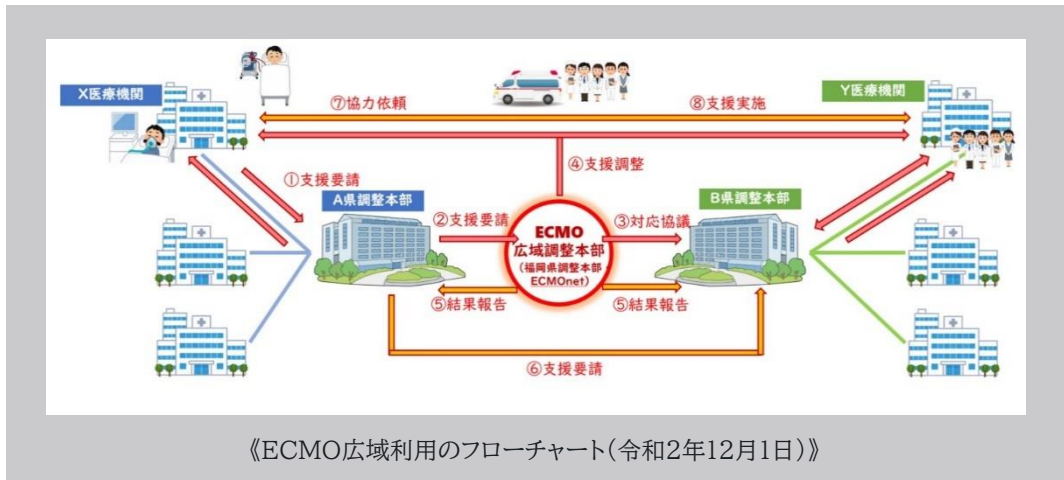 X医療機関
⑦協力依頼
⑧支援実施
Y医療機関
①支援要請
④支援調整
A県調整本部
B県調整本部
②支援要請
ECMO
広域調整本部
(福岡県調整本部
ECMOnet)
③対応協議
⑤結果報告
⑤結果報告
⑥支援要請
《ECMO広域利用のフローチャート(令和2年12月1日)》